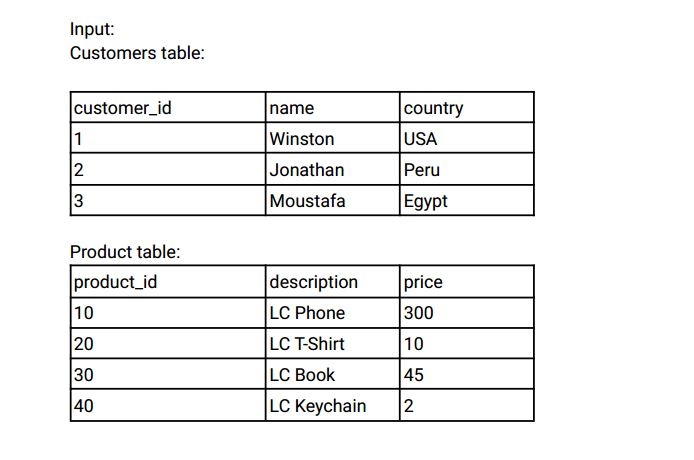 Input:
Customers table:
customer_id name country
1 Winston USA
2 Jonathan Peru
3 Moustafa Egypt
Product table:
product_id description price
10 LC Phone 300
20 LC T-Shirt 10
30 LC Book 45
40 LC Keychain 2